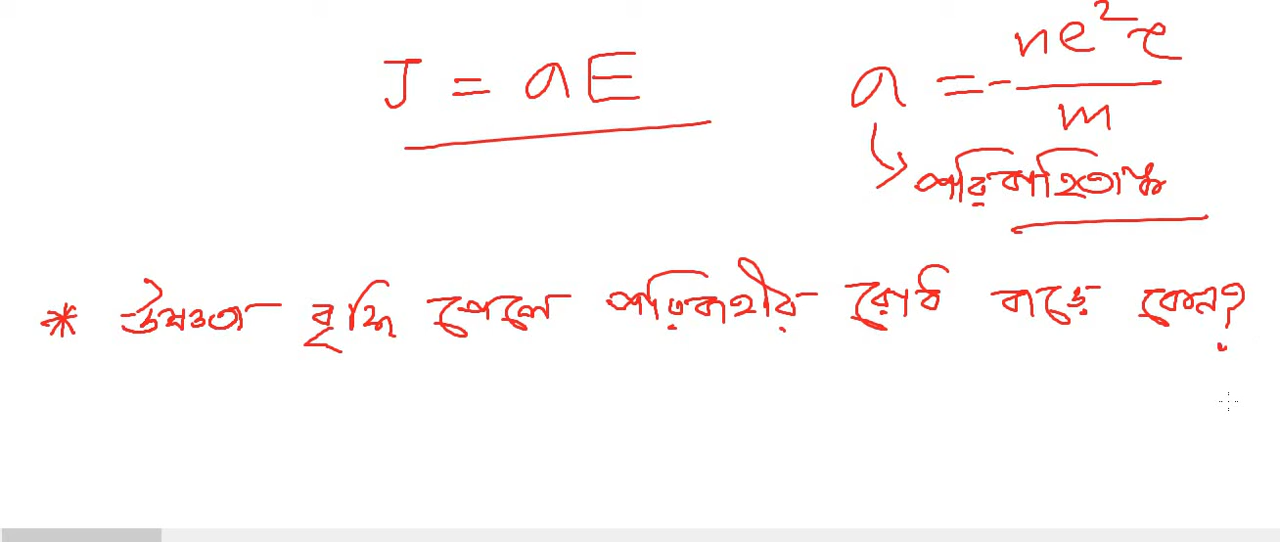 J = σE
σ = - ne²τ / m
পরিবাহিতাঙ্ক
* উষ্ণতা বৃদ্ধি পেলে পরিবাহীর রোধ বাড়ে কেন?